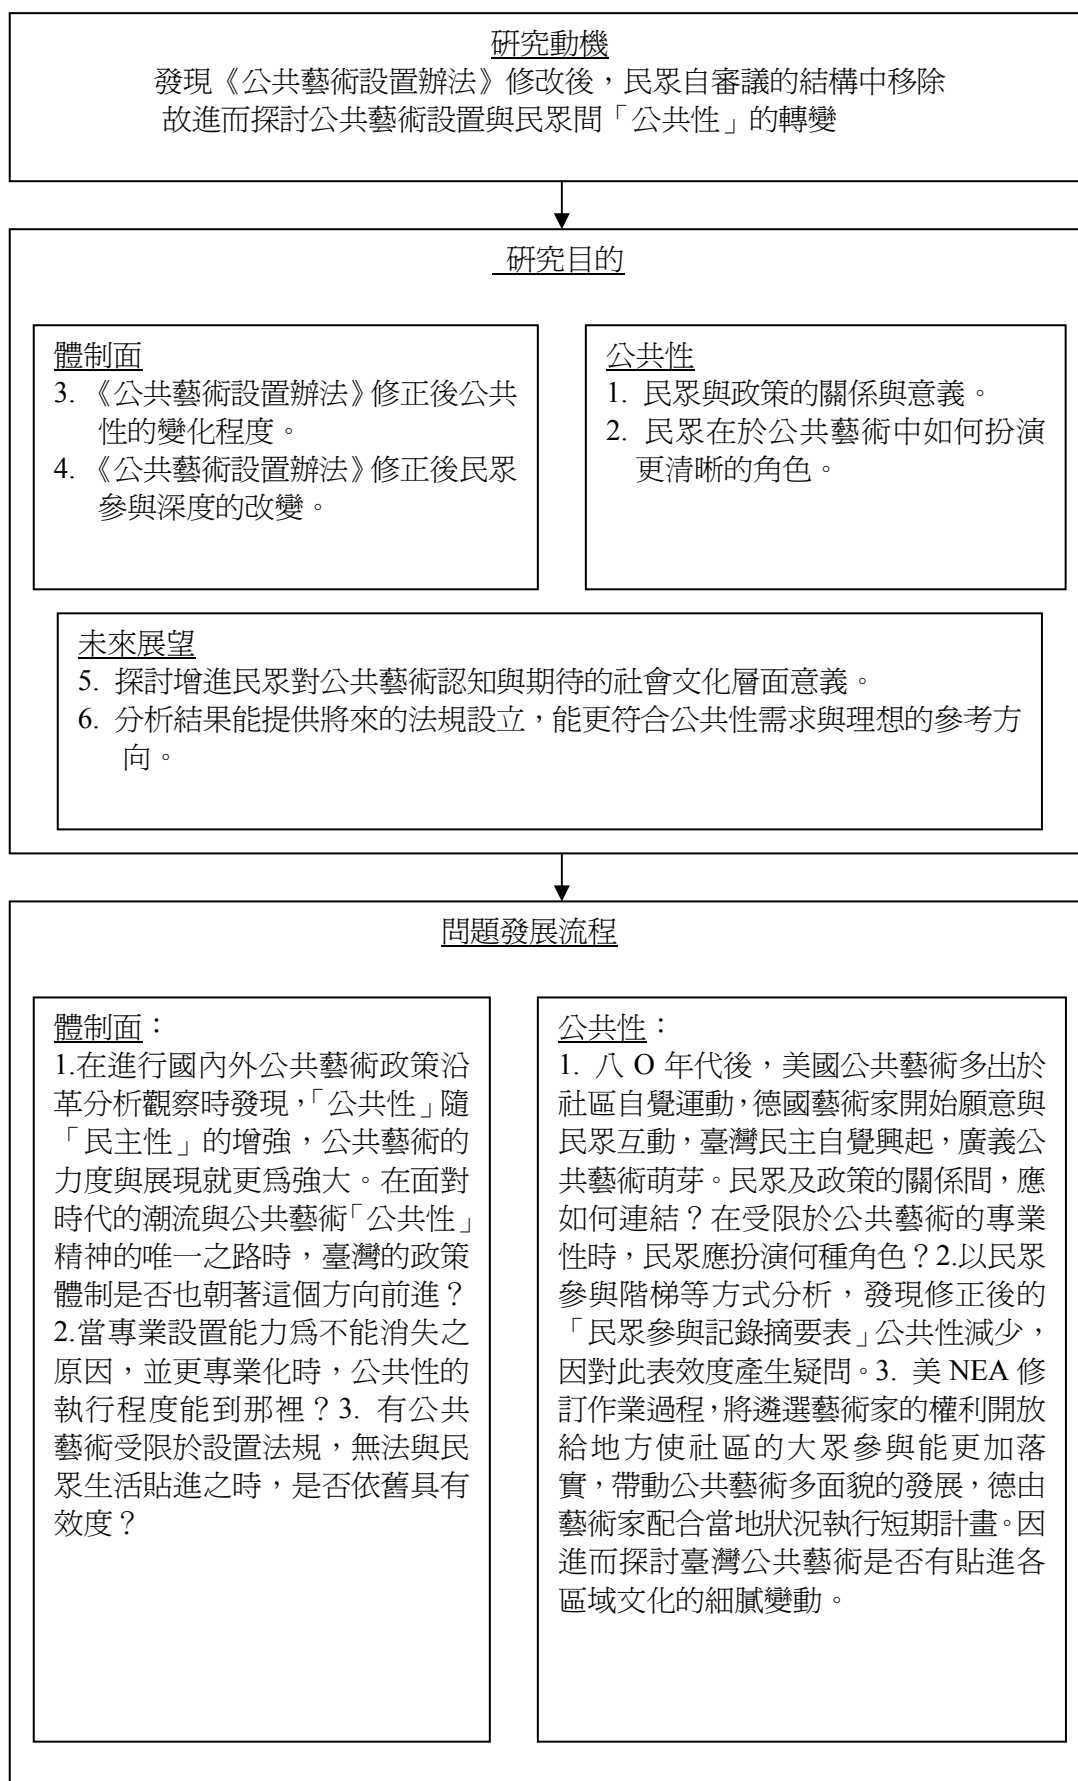 研究動機
發現《公共藝術設置辦法》修改後，民眾自審議的結構中移除
故進而探討公共藝術設置與民眾間「公共性」的轉變
研究目的
體制面
3. 《公共藝術設置辦法》修正後公共
性的變化程度。
4. 《公共藝術設置辦法》修正後民眾
參與深度的改變。
公共性
1. 民眾與政策的關係與意義。
2. 民眾在於公共藝術中如何扮演
更清晰的角色。
未來展望
5. 探討增進民眾對公共藝術認知與期待的社會文化層面意義。
6. 分析結果能提供將來的法規設立，能更符合公共性需求與理想的參考方
向。
問題發展流程
體制面：
1.在進行國內外公共藝術政策沿
革分析觀察時發現，「公共性」隨
「民主性」的增強，公共藝術的
力度與展現就更為強大。在面對
時代的潮流與公共藝術「公共性」
精神的唯一之路時，臺灣的政策
體制是否也朝著這個方向前進？
2.當專業設置能力為不能消失之
原因，並更專業化時，公共性的
執行程度能到那裡？3. 有公共
藝術受限於設置法規，無法與民
眾生活貼進之時，是否依舊具有
效度？
公共性：
1. 八 O 年代後，美國公共藝術多出於
社區自覺運動，德國藝術家開始願意與
民眾互動，臺灣民主自覺興起，廣義公
共藝術萌芽。民眾及政策的關係間，應
如何連結？在受限於公共藝術的專業
性時，民眾應扮演何種角色？2.以民眾
參與階梯等方式分析，發現修正後的
「民眾參與記錄摘要表」公共性減少，
因對此表效度產生疑問。3. 美 NEA 修
訂作業過程，將遴選藝術家的權利開放
給地方使社區的大眾參與能更加落
實，帶動公共藝術多面貌的發展，德由
藝術家配合當地狀況執行短期計畫。因
進而探討臺灣公共藝術是否有貼進各
區域文化的細膩變動。